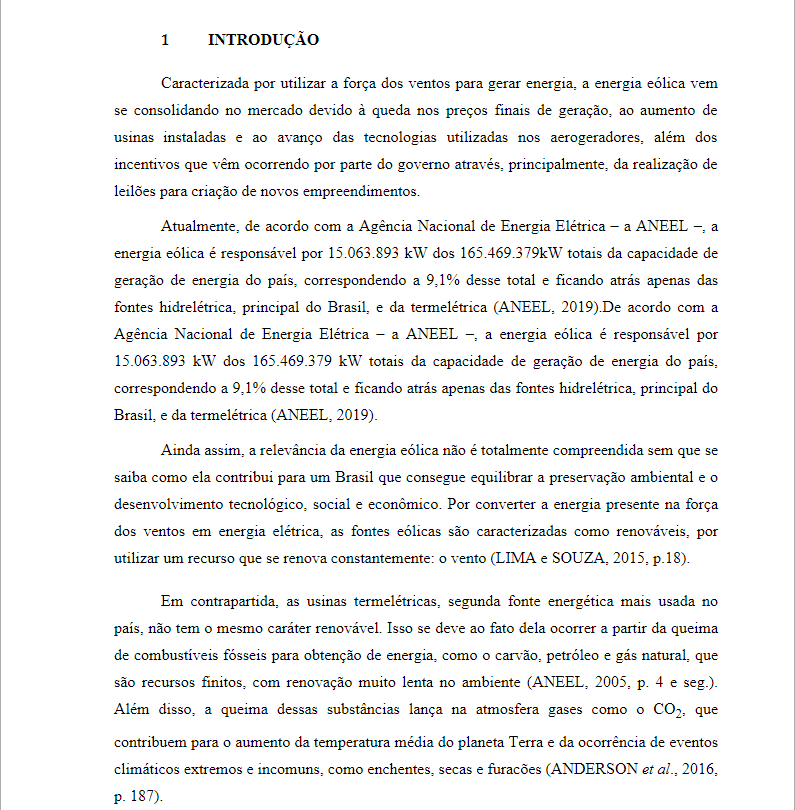 1 INTRODUÇÃO
Caracterizada por utilizar a força dos ventos para gerar energia, a energia eólica vem
se consolidando no mercado devido à queda nos preços finais de geração, ao aumento de
usinas instaladas e ao avanço das tecnologias utilizadas nos aerogeradores, além dos
incentivos que vêm ocorrendo por parte do governo através, principalmente, da realização de
leilões para criação de novos empreendimentos.
Atualmente, de acordo com a Agência Nacional de Energia Elétrica – a ANEEL –, a
energia eólica é responsável por 15.063.893 kW dos 165.469.379kW totais da capacidade de
geração de energia do país, correspondendo a 9,1% desse total e ficando atrás apenas das
fontes hidrelétrica, principal do Brasil, e da termelétrica (ANEEL, 2019).De acordo com a
Agência Nacional de Energia Elétrica – a ANEEL –, a energia eólica é responsável por
15.063.893 kW dos 165.469.379 kW totais da capacidade de geração de energia do país,
correspondendo a 9,1% desse total e ficando atrás apenas das fontes hidrelétrica, principal do
Brasil, e da termelétrica (ANEEL, 2019).
Ainda assim, a relevância da energia eólica não é totalmente compreendida sem que se
saiba como ela contribui para um Brasil que consegue equilibrar a preservação ambiental e o
desenvolvimento tecnológico, social e econômico. Por converter a energia presente na força
dos ventos em energia elétrica, as fontes eólicas são caracterizadas como renováveis, por
utilizar um recurso que se renova constantemente: o vento (LIMA e SOUZA, 2015, p.18).
Em contrapartida, as usinas termelétricas, segunda fonte energética mais usada no
país, não tem o mesmo caráter renovável. Isso se deve ao fato dela ocorrer a partir da queima
de combustíveis fósseis para obtenção de energia, como o carvão, petróleo e gás natural, que
são recursos finitos, com renovação muito lenta no ambiente (ANEEL, 2005, p. 4 e seg.).
Além disso, a queima dessas substâncias lança na atmosfera gases como o CO₂, que
contribuem para o aumento da temperatura média do planeta Terra e da ocorrência de eventos
climáticos extremos e incomuns, como enchentes, secas e furacões (ANDERSON et al., 2016,
p. 187).